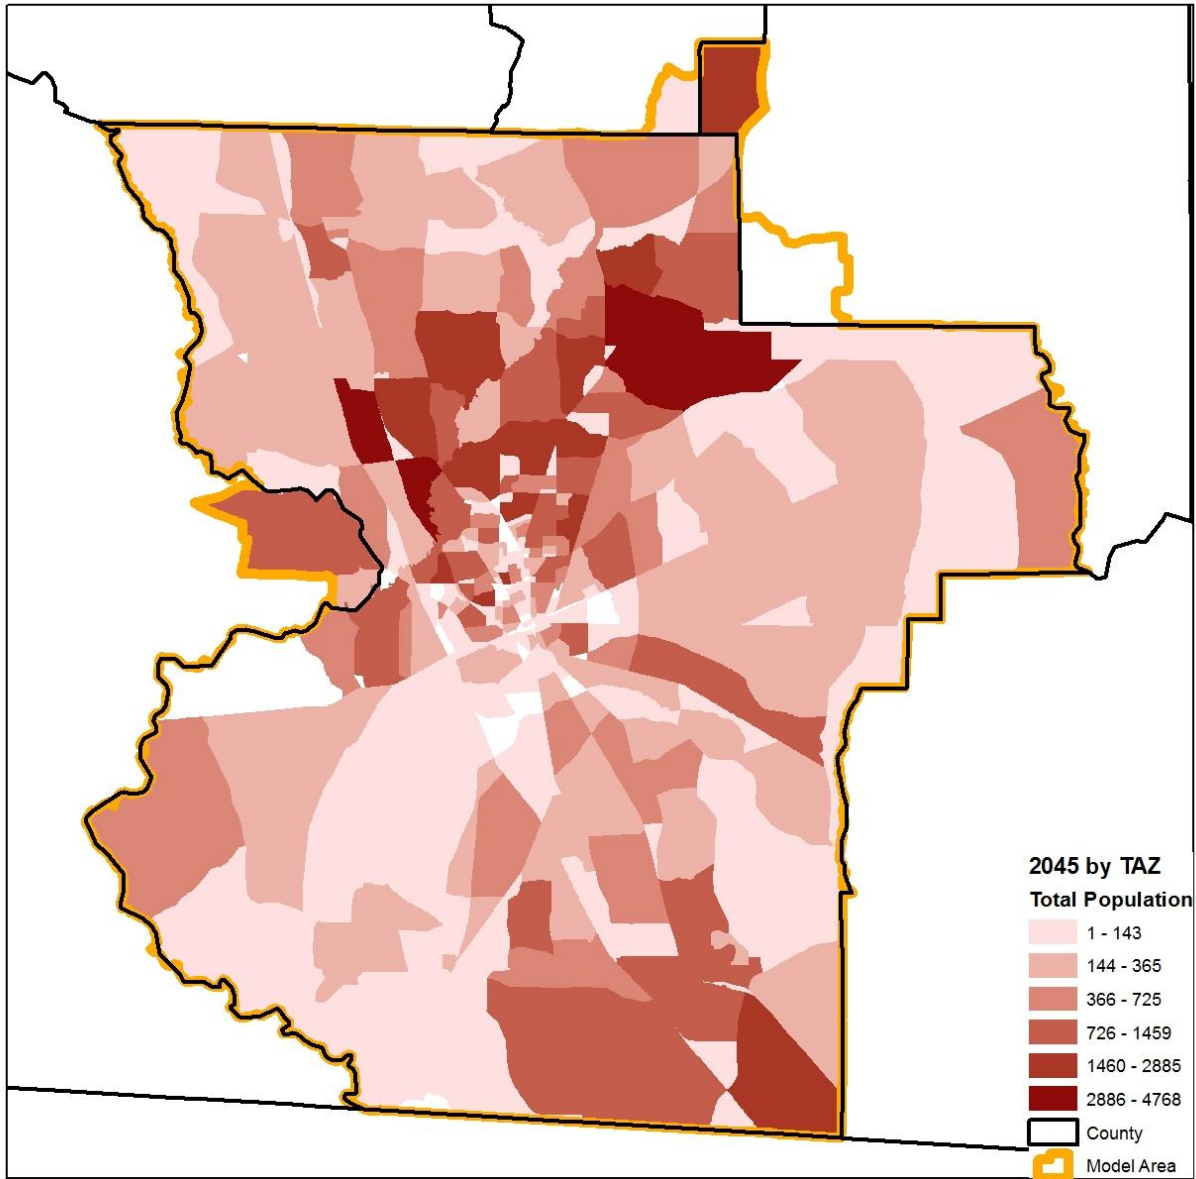 2045 by TAZ
Total Population
1 - 143
144 - 365
366 - 725
726 - 1459
1460 - 2885
2886 - 4768
County
Model Area